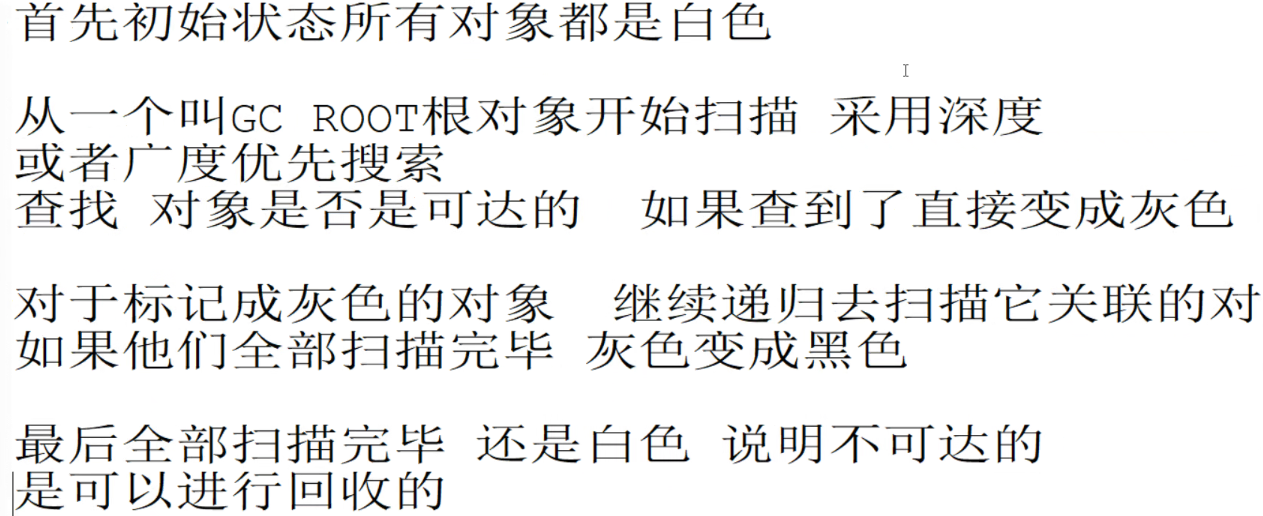 首先初始状态所有对象都是白色
从一个叫GC ROOT根对象开始扫描 采用深度
或者广度优先搜索
查找 对象是否是可达的  如果查到了直接变成灰色
对于标记成灰色的对象  继续递归去扫描它关联的对
如果他们全部扫描完毕 灰色变成黑色
最后全部扫描完毕 还是白色 说明不可达的
是可以进行回收的